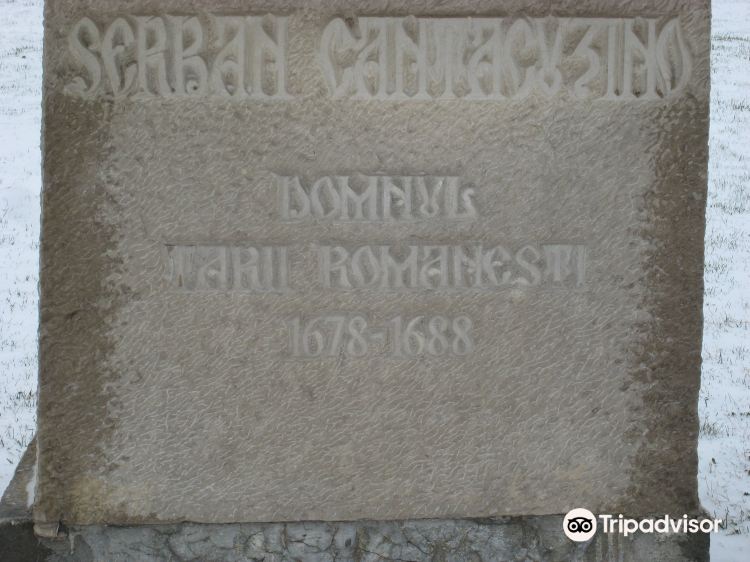 SERBAN CANTACUZINO
DOMNUL
TARII ROMANESTI
1678-1688
Tripadvisor